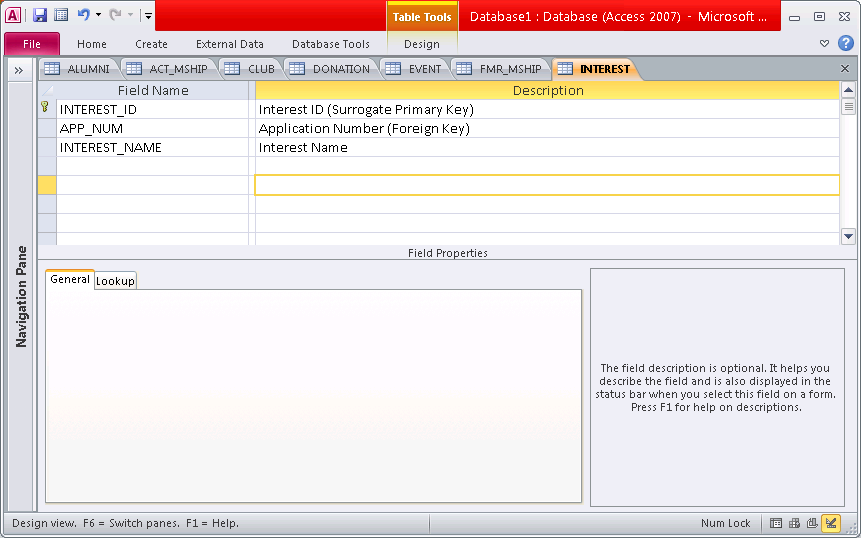 Table Tools
Database1 : Database (Access 2007) - Microsoft ...
File Home Create External Data Database Tools Design
ALUMNI ACT_MSHIP CLUB DONATION EVENT FMR_MSHIP INTEREST
Field Name Description
INTEREST_ID Interest ID (Surrogate Primary Key)
APP_NUM Application Number (Foreign Key)
INTEREST_NAME Interest Name
Navigation Pane
Field Properties
General Lookup
The field description is optional. It helps you
describe the field and is also displayed in the
status bar when you select this field on a form.
Press F1 for help on descriptions.
Design view. F6 = Switch panes. F1 = Help.
Num Lock